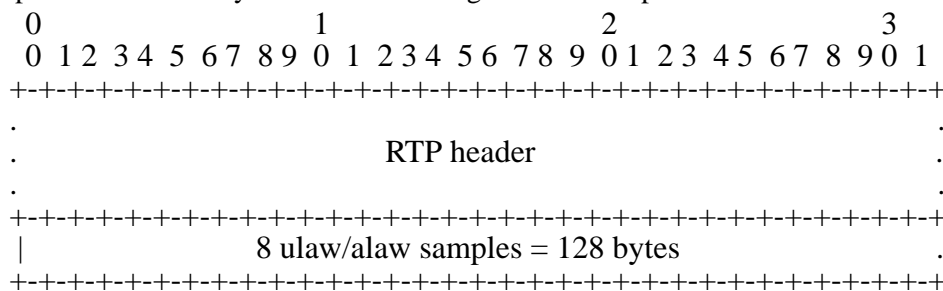 0 1 2 3
0 1 2 3 4 5 6 7 8 9 0 1 2 3 4 5 6 7 8 9 0 1 2 3 4 5 6 7 8 9 0 1
+-+-+-+-+-+-+-+-+-+-+-+-+-+-+-+-+-+-+-+-+-+-+-+-+-+-+-+-+-+-+-+-+
. .
. RTP header .
. .
+-+-+-+-+-+-+-+-+-+-+-+-+-+-+-+-+-+-+-+-+-+-+-+-+-+-+-+-+-+-+-+-+
| 8 ulaw/alaw samples = 128 bytes .
+-+-+-+-+-+-+-+-+-+-+-+-+-+-+-+-+-+-+-+-+-+-+-+-+-+-+-+-+-+-+-+-+